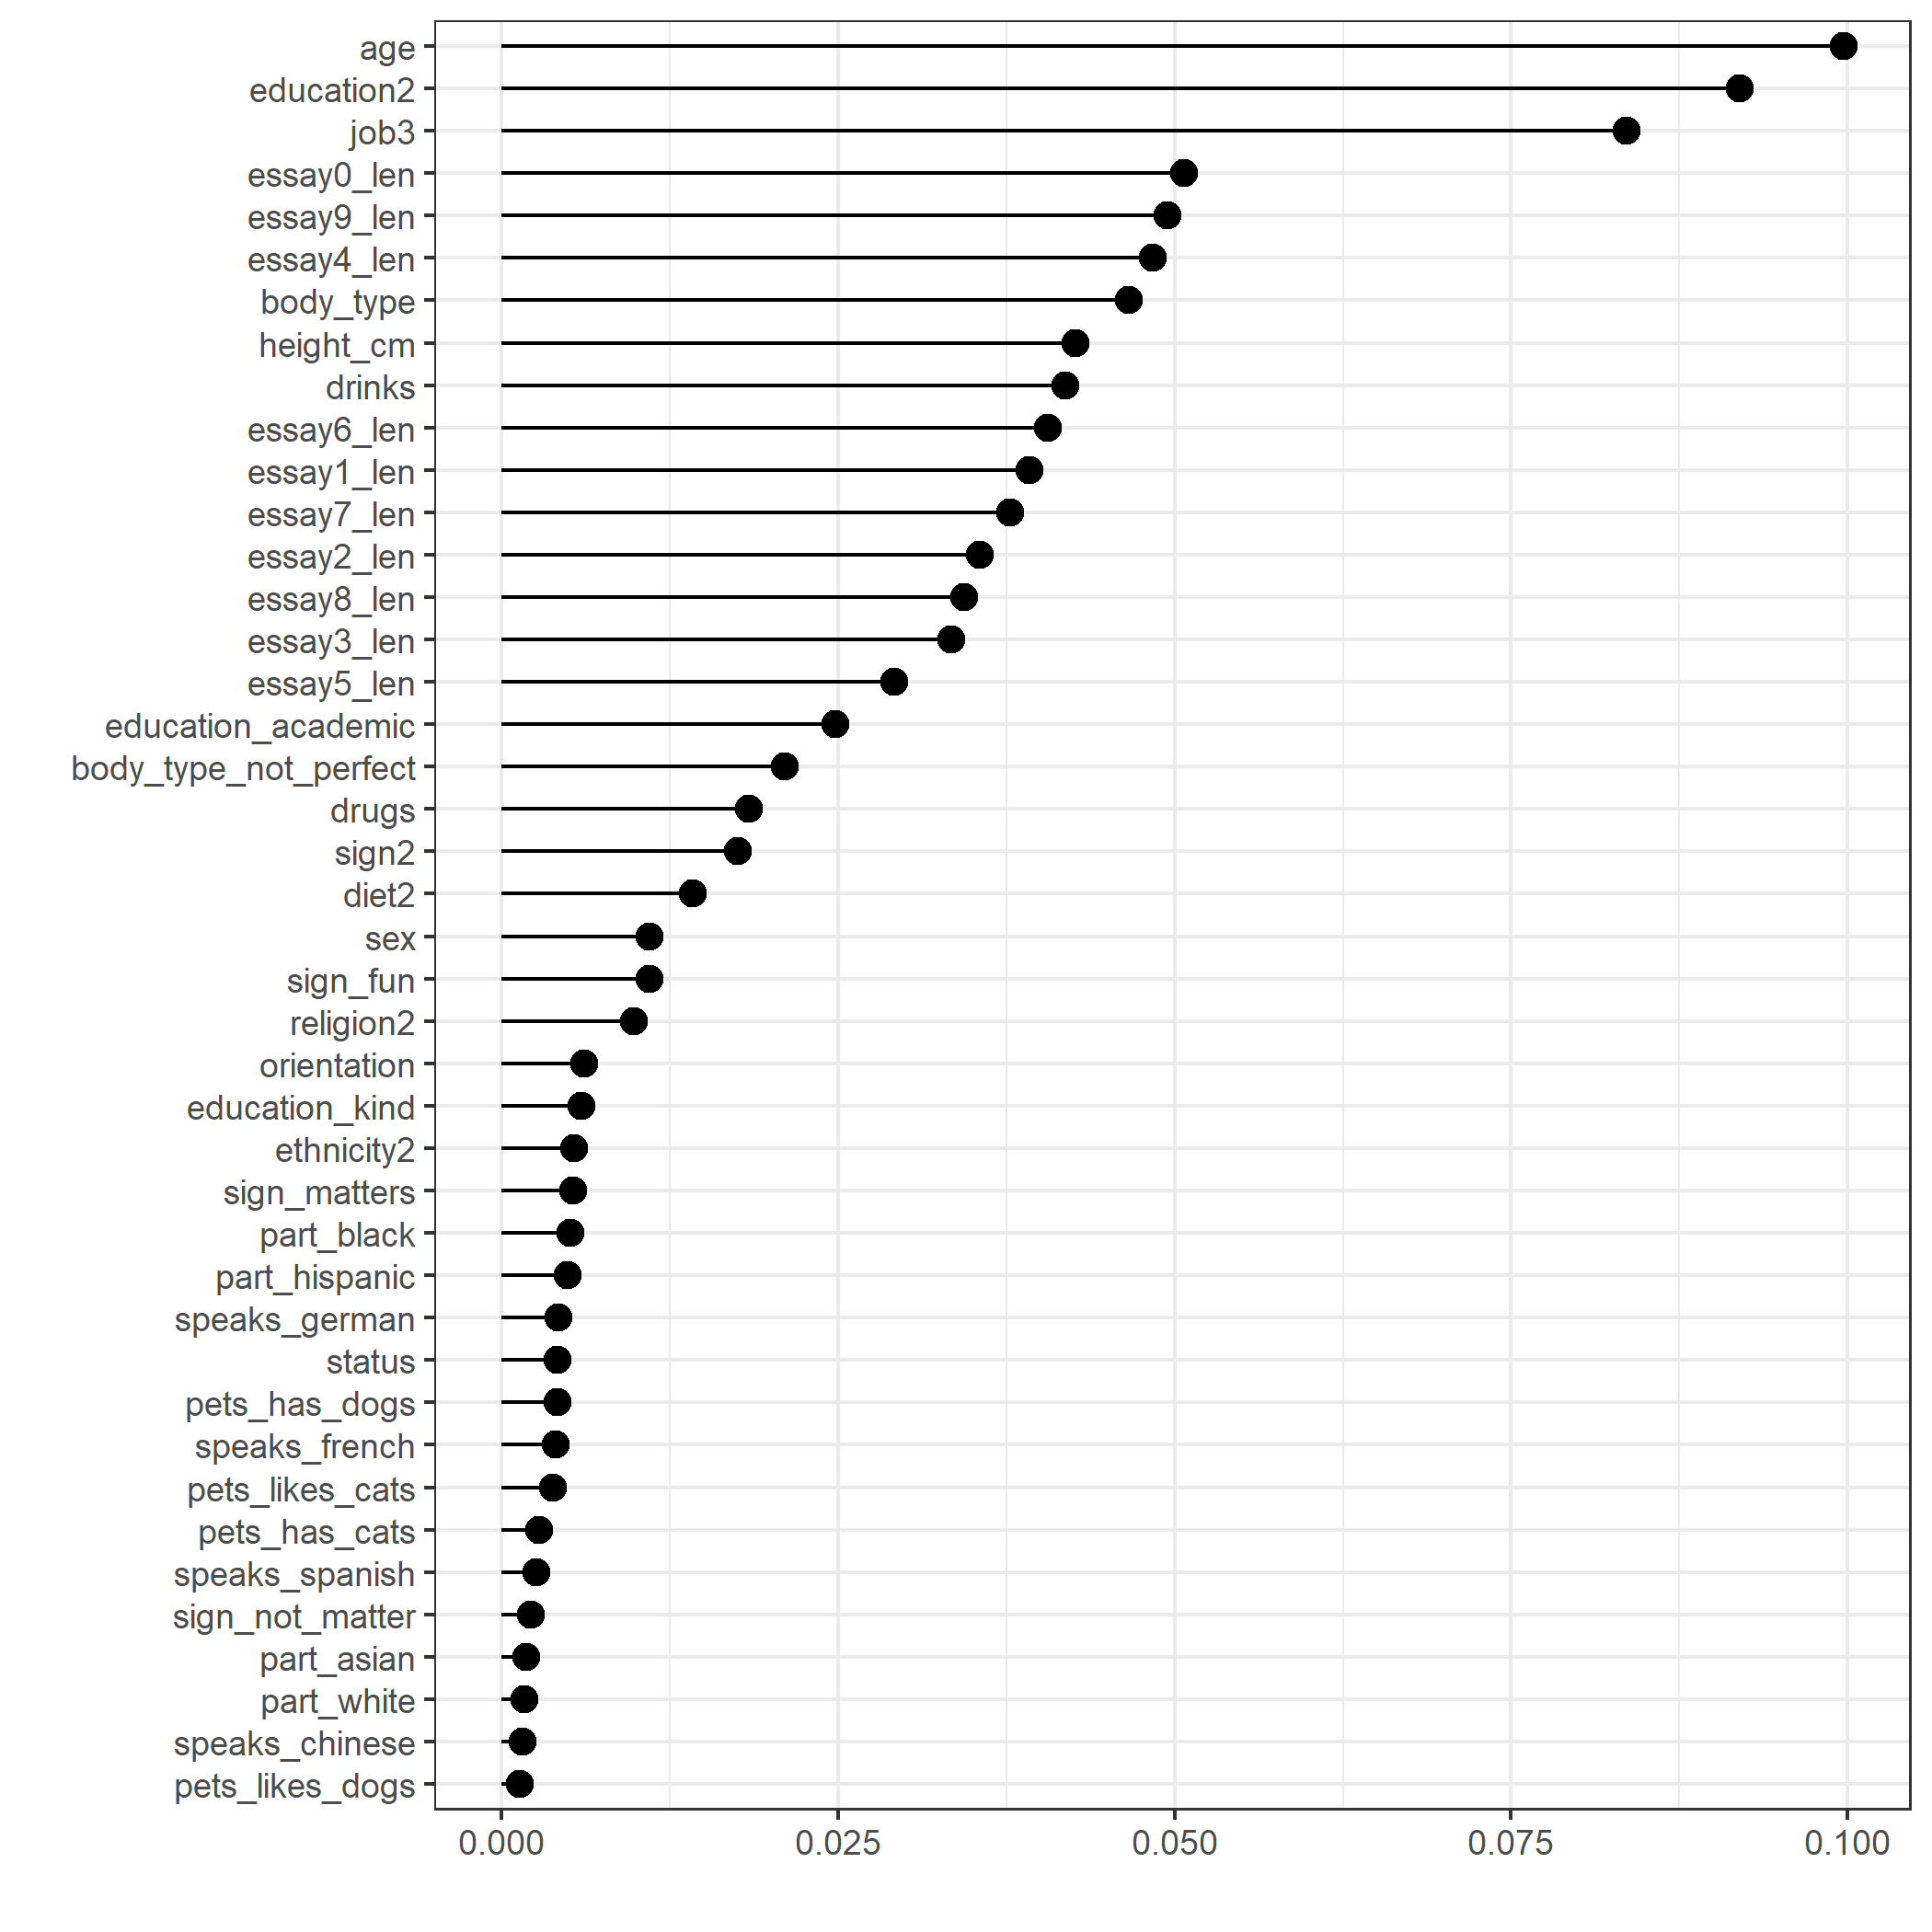 age
education2
job3
essay0_len
essay9_len
essay4_len
body_type
height_cm
drinks
essay6_len
essay1_len
essay7_len
essay2_len
essay8_len
essay3_len
essay5_len
education_academic
body_type_not_perfect
drugs
sign2
diet2
sex
sign_fun
religion2
orientation
education_kind
ethnicity2
sign_matters
part_black
part_hispanic
speaks_german
status
pets_has_dogs
speaks_french
pets_likes_cats
pets_has_cats
speaks_spanish
sign_not_matter
part_asian
part_white
speaks_chinese
pets_likes_dogs
0.000 0.025 0.050 0.075 0.100